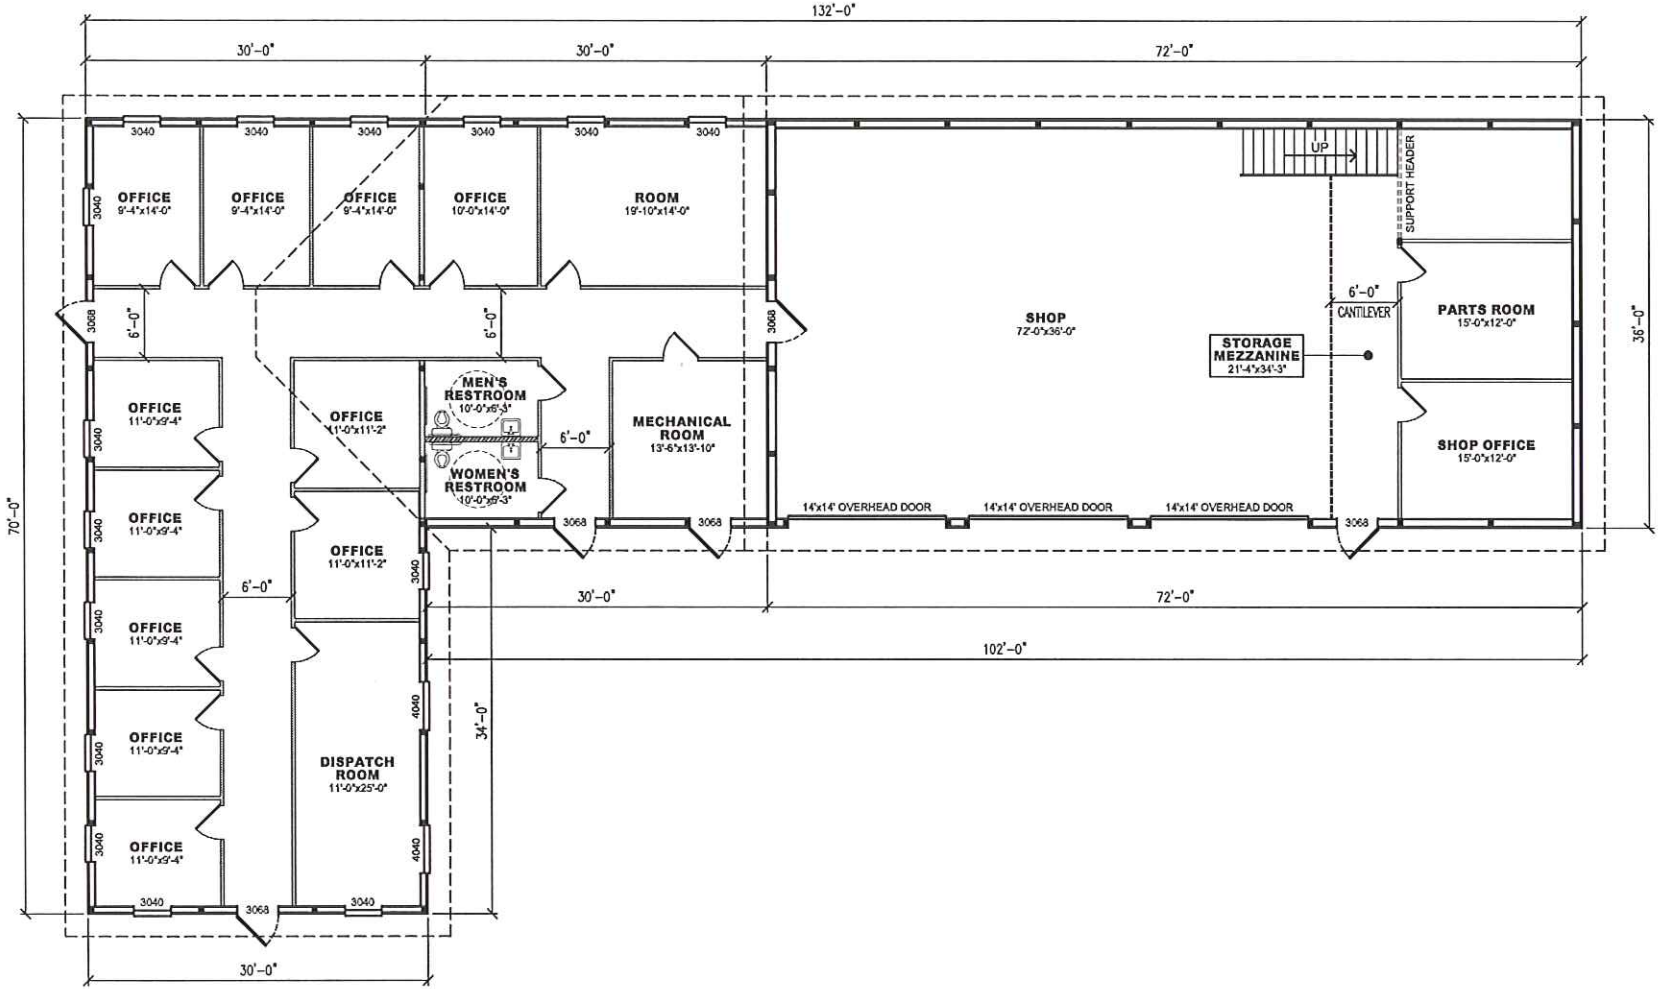 132'-0"
30'-0"
30'-0"
72'-0"
3040
3040
3040
3040
3040
3040
UP
SUPPORT HEADER
OFFICE
9'-4"x14'-0"
OFFICE
9'-4"x14'-0"
OFFICE
9'-4"x14'-0"
OFFICE
10'-0"x14'-0"
ROOM
19'-10"x14'-0"
3040
3068
6'-0"
6'-0"
3068
SHOP
72'-0"x36'-0"
6'-0"
CANTILEVER
PARTS ROOM
15'-0"x12'-0"
36'-0"
STORAGE
MEZZANINE
21'-4"x34'-3"
OFFICE
11'-0"x9'-4"
3040
OFFICE
11'-0"x11'-2"
MEN'S
RESTROOM
10'-0"x6'-3"
6'-0"
MECHANICAL
ROOM
13'-6"x13'-10"
SHOP OFFICE
15'-0"x12'-0"
WOMEN'S
RESTROOM
10'-0"x6'-3"
70'-0"
OFFICE
11'-0"x9'-4"
3040
3068
3068
14'x14' OVERHEAD DOOR
14'x14' OVERHEAD DOOR
14'x14' OVERHEAD DOOR
3068
OFFICE
11'-0"x11'-2"
3040
6'-0"
30'-0"
72'-0"
OFFICE
11'-0"x9'-4"
3040
102'-0"
4040
34'-0"
OFFICE
11'-0"x9'-4"
3040
DISPATCH
ROOM
11'-0"x25'-0"
OFFICE
11'-0"x9'-4"
3040
4040
3040
3068
3040
30'-0"